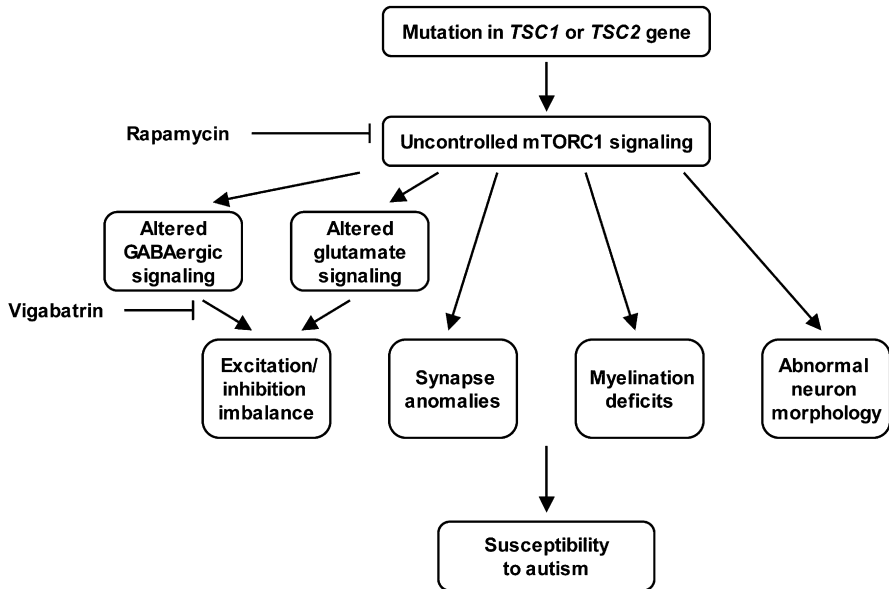 Mutation in TSC1 or TSC2 gene
Rapamycin
Uncontrolled mTORC1 signaling
Altered
GABAergic
signaling
Altered
glutamate
signaling
Vigabatrin
Excitation/
inhibition
imbalance
Synapse
anomalies
Myelination
deficits
Abnormal
neuron
morphology
Susceptibility
to autism